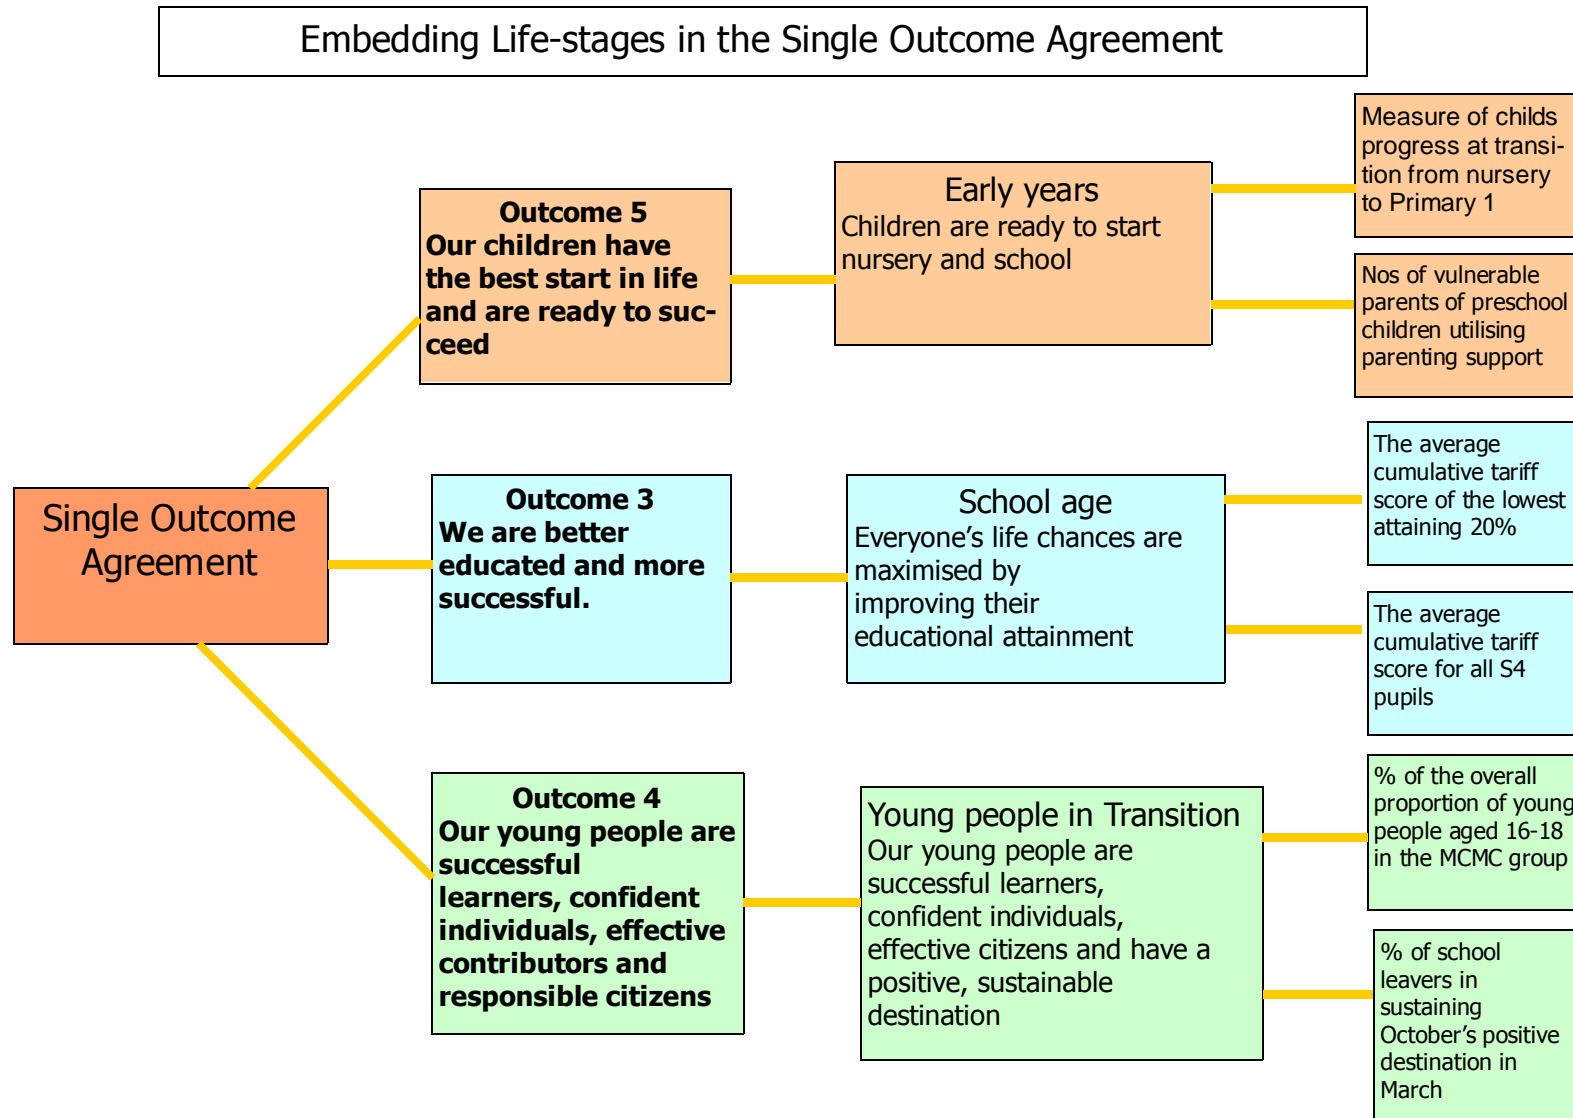 Embedding Life-stages in the Single Outcome Agreement
Single Outcome
Agreement
Outcome 5
Our children have
the best start in life
and are ready to suc-
ceed
Early years
Children are ready to start
nursery and school
Measure of childs
progress at transi-
tion from nursery
to Primary 1
Nos of vulnerable
parents of preschool
children utilising
parenting support
Outcome 3
We are better
educated and more
successful.
School age
Everyone’s life chances are
maximised by
improving their
educational attainment
The average
cumulative tariff
score of the lowest
attaining 20%
The average
cumulative tariff
score for all S4
pupils
Outcome 4
Our young people are
successful
learners, confident
individuals, effective
contributors and
responsible citizens
Young people in Transition
Our young people are
successful learners,
confident individuals,
effective citizens and have a
positive, sustainable
destination
% of the overall
proportion of young
people aged 16-18
in the MCMC group
% of school
leavers in
sustaining
October’s positive
destination in
March